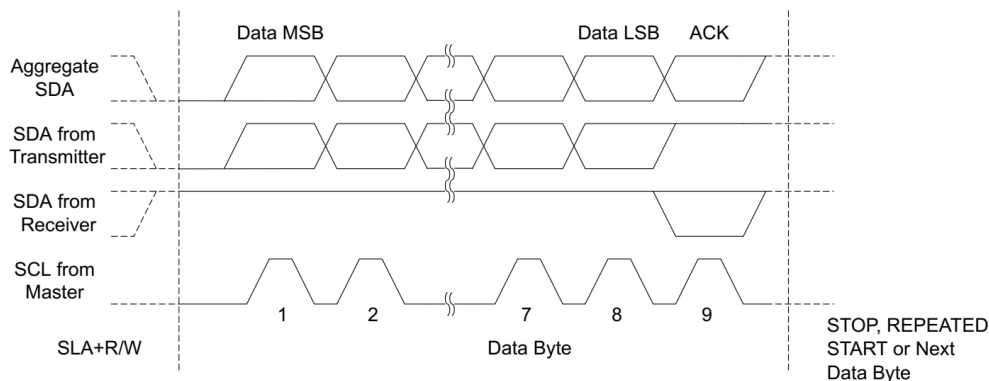 Data MSB
Data LSB
ACK
Aggregate
SDA
SDA from
Transmitter
SDA from
Receiver
SCL from
Master
1
2
7
8
9
SLA+R/W
Data Byte
STOP, REPEATED
START or Next
Data Byte